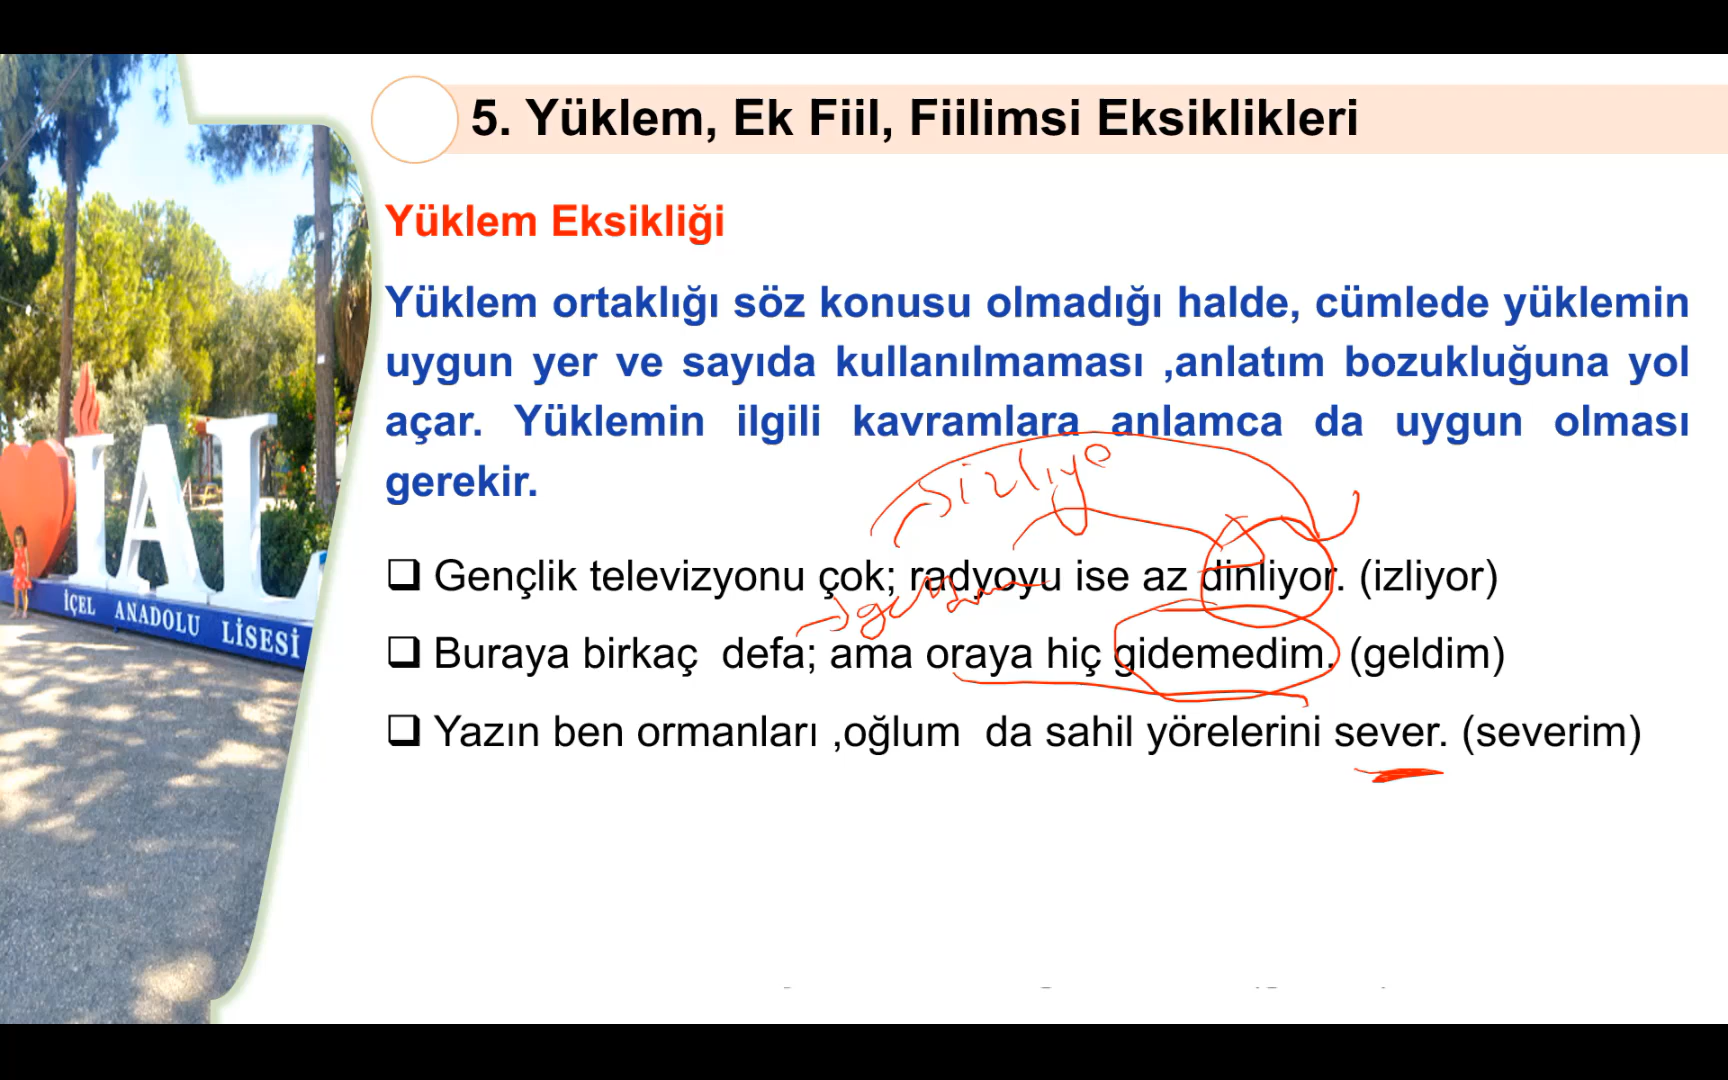 5. Yüklem, Ek Fiil, Fiilimsi Eksiklikleri
Yüklem Eksikliği
Yüklem ortaklığı söz konusu olmadığı halde, cümlede yüklemin
uygun yer ve sayıda kullanılmaması ,anlatım bozukluğuna yol
açar. Yüklemin ilgili kavramlara anlamca da uygun olması
gerekir.
❑ Gençlik televizyonu çok; radyoyu ise az dinliyor. (izliyor)
❑ Buraya birkaç defa; ama oraya hiç gidemedim. (geldim)
❑ Yazın ben ormanları ,oğlum da sahil yörelerini sever. (severim)
İAL
İÇEL ANADOLU LİSESİ